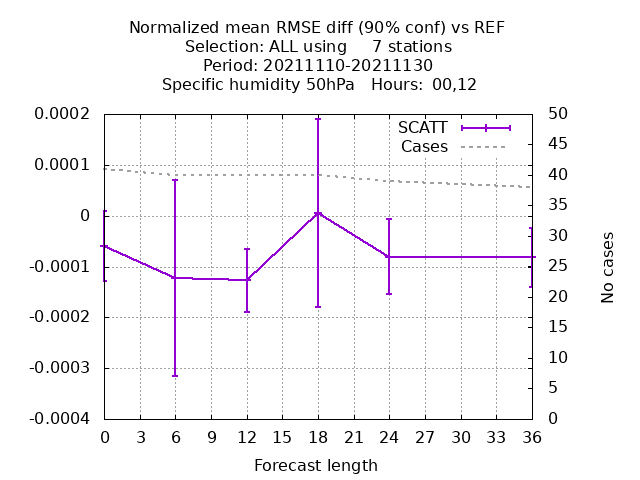 Normalized mean RMSE diff (90% conf) vs REF
Selection: ALL using 7 stations
Period: 20211110-20211130
Specific humidity 50hPa Hours: 00,12
SCATT
Cases
0.0002
0.0001
0
-0.0001
-0.0002
-0.0003
-0.0004
50
45
40
35
30
25
20
15
10
5
0
No cases
0 3 6 9 12 15 18 21 24 27 30 33 36
Forecast length